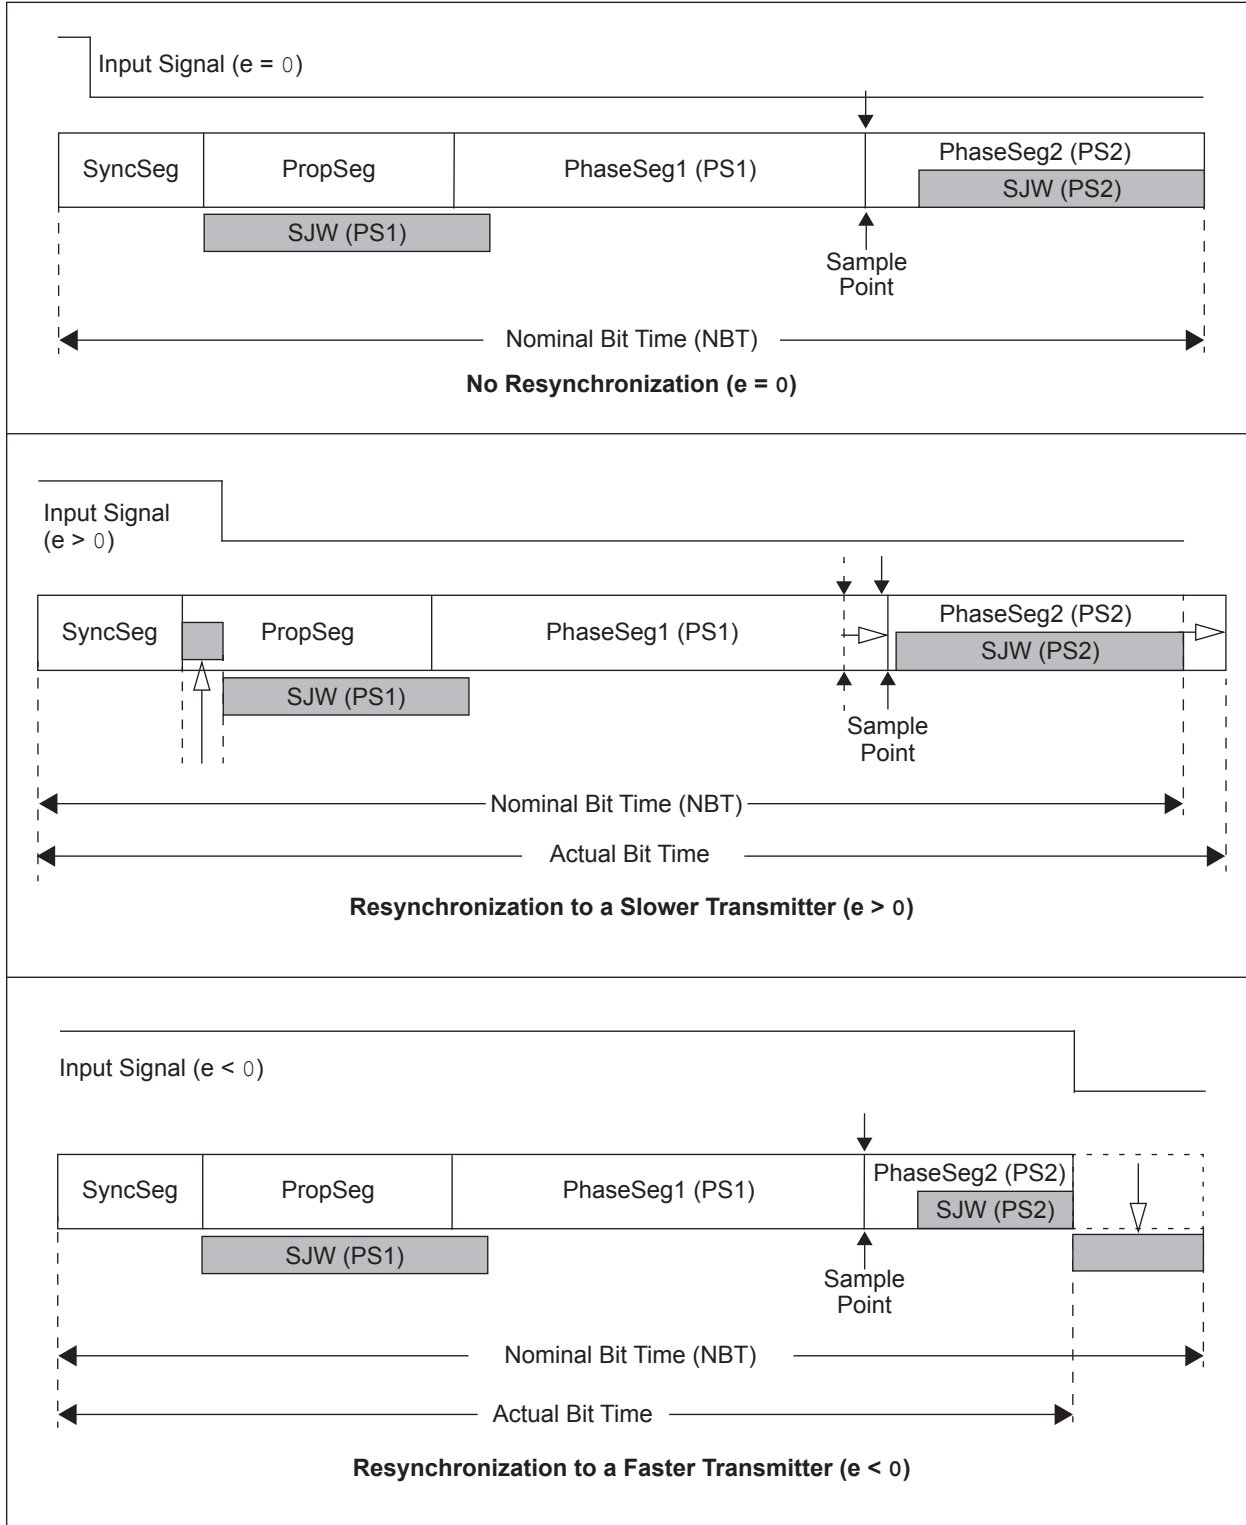 Input Signal (e = 0)
SyncSeg
PropSeg
PhaseSeg1 (PS1)
PhaseSeg2 (PS2)
SJW (PS2)
SJW (PS1)
Sample
Point
Nominal Bit Time (NBT)
No Resynchronization (e = 0)
Input Signal
(e > 0)
SyncSeg
PropSeg
PhaseSeg1 (PS1)
PhaseSeg2 (PS2)
SJW (PS2)
SJW (PS1)
Sample
Point
Nominal Bit Time (NBT)
Actual Bit Time
Resynchronization to a Slower Transmitter (e > 0)
Input Signal (e < 0)
SyncSeg
PropSeg
PhaseSeg1 (PS1)
PhaseSeg2 (PS2)
SJW (PS2)
SJW (PS1)
Sample
Point
Nominal Bit Time (NBT)
Actual Bit Time
Resynchronization to a Faster Transmitter (e < 0)